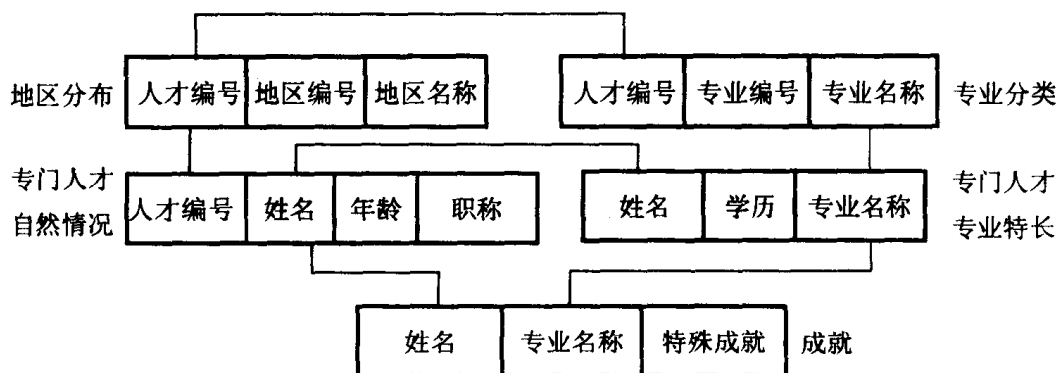 地区分布 人才编号 地区编号 地区名称 人才编号 专业编号 专业名称 专业分类
专门人才
自然情况 人才编号 姓名 年龄 职称 姓名 学历 专业名称 专门人才
专业特长
姓名 专业名称 特殊成就 成就